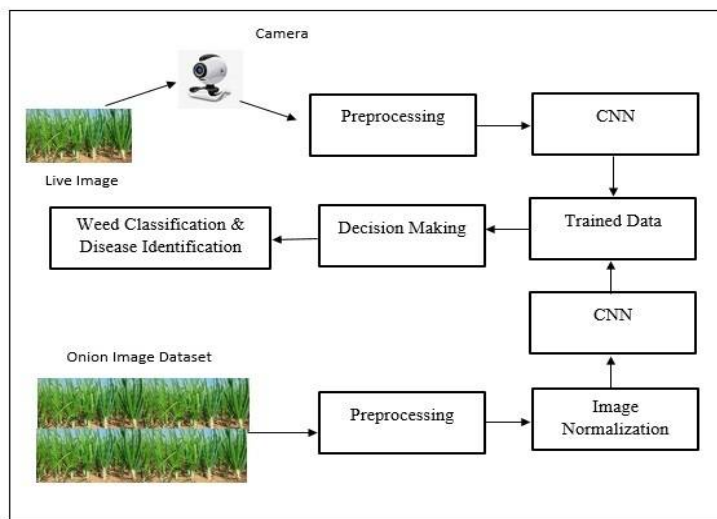 Camera
Preprocessing
CNN
Live Image
Weed Classification &
Disease Identification
Decision Making
Trained Data
CNN
Onion Image Dataset
Preprocessing
Image
Normalization